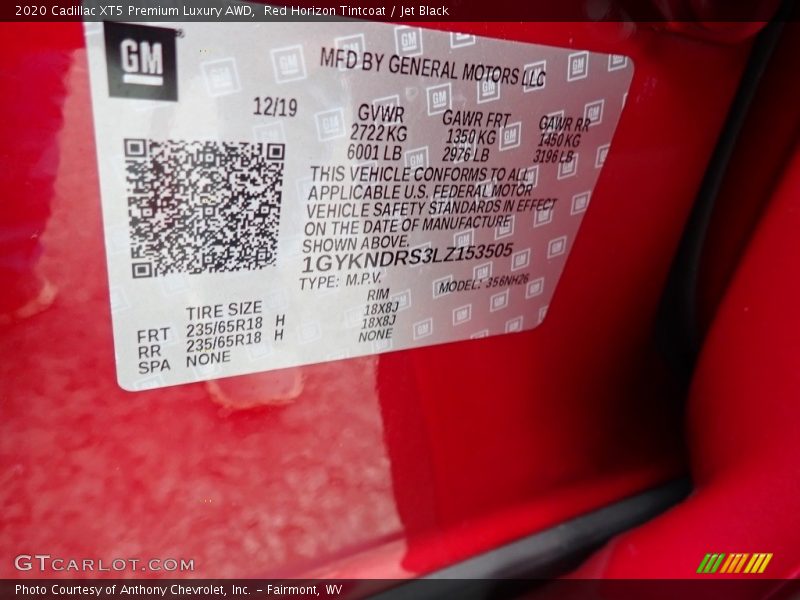 2020 Cadillac XT5 Premium Luxury AWD, Red Horizon Tintcoat / Jet Black
GM
MFD BY GENERAL MOTORS LLC
12/19
GVWR GAWR FRT GAWR RR
2722 KG 1350 KG 1450 KG
6001 LB 2976 LB 3196 LB
THIS VEHICLE CONFORMS TO ALL
APPLICABLE U.S. FEDERAL MOTOR
VEHICLE SAFETY STANDARDS IN EFFECT
ON THE DATE OF MANUFACTURE
SHOWN ABOVE.
1GYKNDRS3LZ153505
TYPE: M.P.V. MODEL: 356NH26
TIRE SIZE RIM
FRT 235/65R18 H 18X8J
RR 235/65R18 H 18X8J
SPA NONE NONE
GTCARLOT.COM
Photo Courtesy of Anthony Chevrolet, Inc. – Fairmont, WV